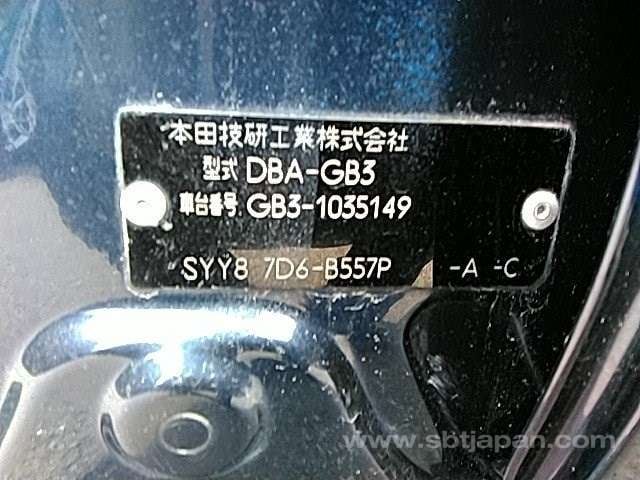 本田技研工業株式会社
型式 DBA-GB3
車台番号 GB3-1035149
SYY8 7D6-B557P -A -C
www.sbtjapan.com